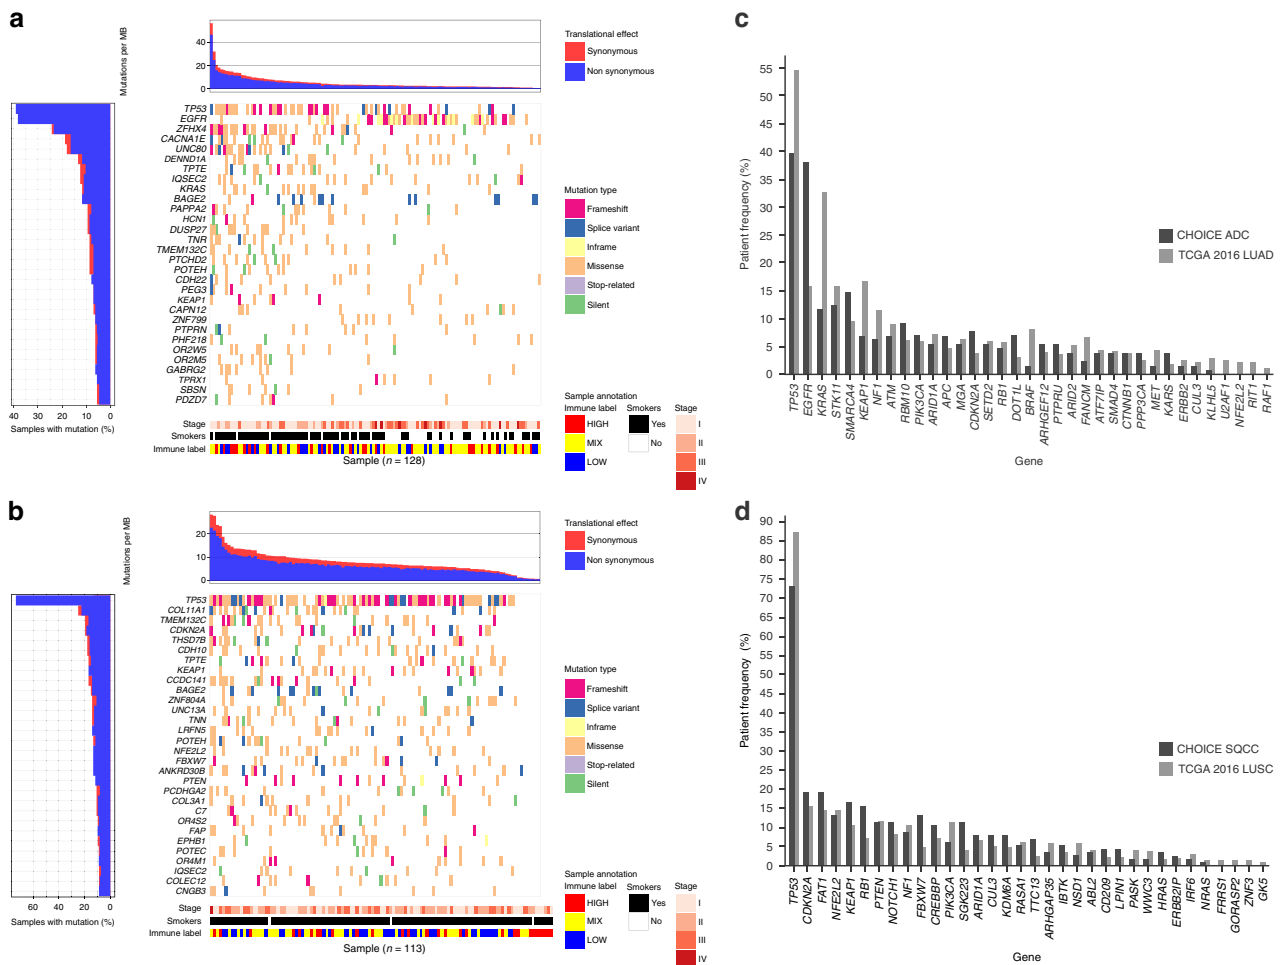 a
Mutations per MB
40
20
0
Translational effect
Synonymous
Non synonymous
TP53
EGFR
ZFHX4
CACNA1E
UNC80
DENND1A
TPTE
IQSEC2
KRAS
BAGE2
PAPPA2
HCN1
DUSP27
TNR
TMEM132C
PTCHD2
POTEH
CDH22
PEG3
KEAP1
CAPN12
ZNF799
PTPRN
PHF218
OR2W5
OR2M5
GABRG2
TPRX1
SBSN
PDZD7
Mutation type
Frameshift
Splice variant
Inframe
Missense
Stop-related
Silent
40 30 20 10 0
Samples with mutation (%)
Stage
Smokers
Immune label
Sample (n = 128)
Sample annotation
Immune label
HIGH
MIX
LOW
Smokers
Yes
No
Stage
I
II
III
IV
b
Mutations per MB
20
10
0
Translational effect
Synonymous
Non synonymous
TP53
COL11A1
TMEM132C
CDKN2A
THSD7B
CDH10
TPTE
KEAP1
CCDC141
BAGE2
ZNF804A
UNC13A
TNN
LRFN5
POTEH
NFE2L2
FBXW7
ANKRD30B
PTEN
PCDHGA2
COL3A1
C7
OR4S2
FAP
EPHB1
POTEC
OR4M1
IQSEC2
COLEC12
CNGB3
Mutation type
Frameshift
Splice variant
Inframe
Missense
Stop-related
Silent
60 40 20 0
Samples with mutation (%)
Stage
Smokers
Immune label
Sample (n = 113)
Sample annotation
Immune label
HIGH
MIX
LOW
Smokers
Yes
No
Stage
I
II
III
IV
c
Patient frequency (%)
55
50
45
40
35
30
25
20
15
10
5
0
CHOICE ADC
TCGA 2016 LUAD
TP53
EGFR
KRAS
STK11
SMARCA4
KEAP1
NF1
ATM
RBM10
PIK3CA
ARID1A
APC
MGA
CDKN2A
SETD2
RB1
DOT1L
BRAF
ARHGEF12
PTPRU
ARID2
FANCM
ATF7IP
SMAD4
CTNNB1
PPP3CA
MET
KARS
ERBB2
CUL3
KLHL5
U2AF1
NFE2L2
RIT1
RAF1
Gene
d
Patient frequency (%)
90
85
80
75
70
65
60
55
50
45
40
35
30
25
20
15
10
5
0
CHOICE SQCC
TCGA 2016 LUSC
TP53
CDKN2A
FAT1
NFE2L2
KEAP1
RB1
PTEN
NOTCH1
NF1
FBXW7
CREBBP
PIK3CA
SGK223
ARID1A
CUL3
KDM6A
RASA1
TTC13
ARHGAP35
IBTK
NSD1
ABL2
CD209
LPIN1
PASK
WWC3
HRAS
ERBB2IP
IRF6
NRAS
FRRS1
GORASP2
ZNF3
GK5
Gene